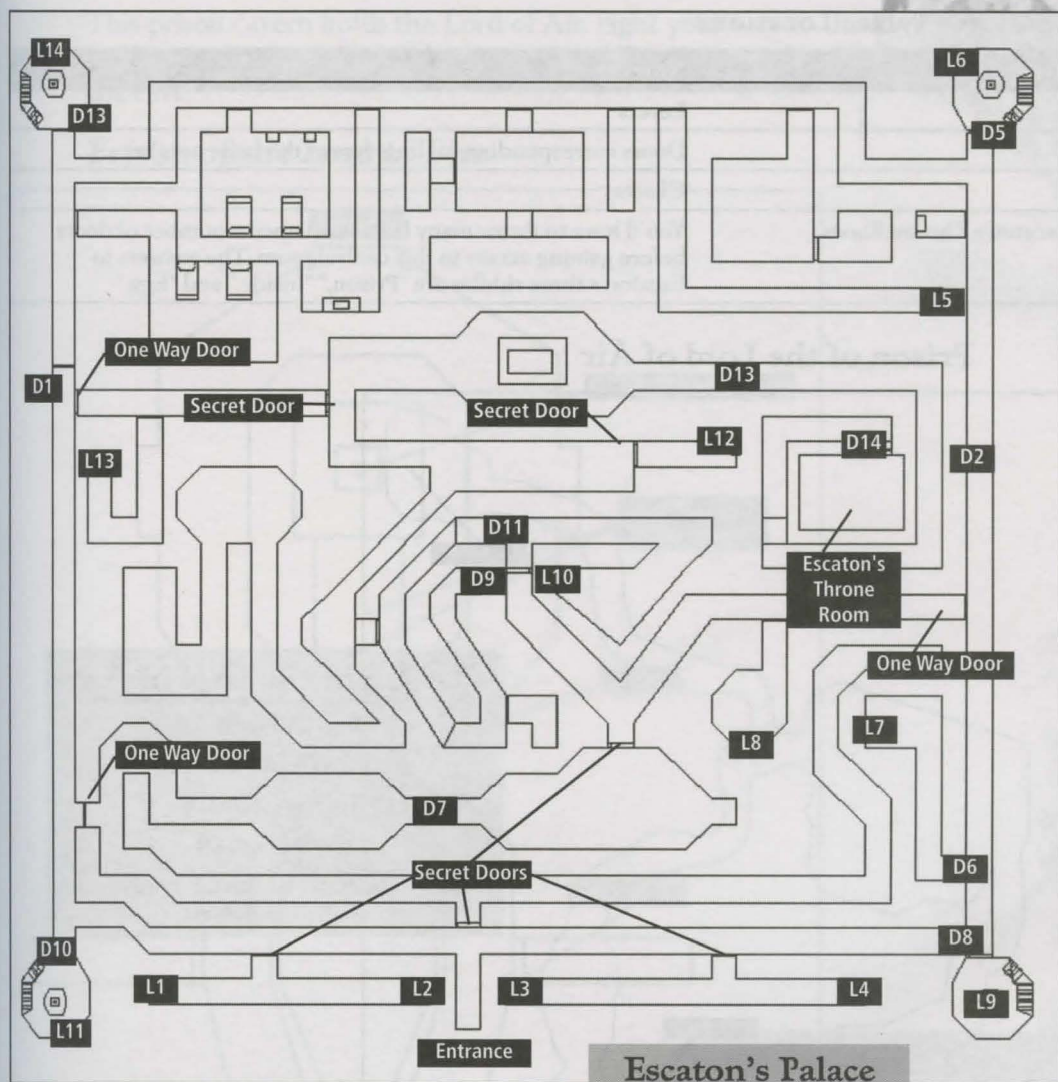 L14
L6
D13
D5
L5
One Way Door
D1
D13
Secret Door
Secret Door
L12
D14
D2
L13
D11
D9
L10
Escaton's
Throne
Room
One Way Door
L7
L8
One Way Door
D7
Secret Doors
D6
D10
D8
L1
L2
L3
L4
L9
L11
Entrance
Escaton's Palace